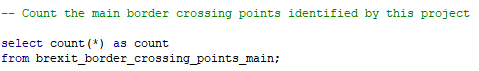 -- Count the main border crossing points identified by this project
select count(*) as count
from brexit_border_crossing_points_main;